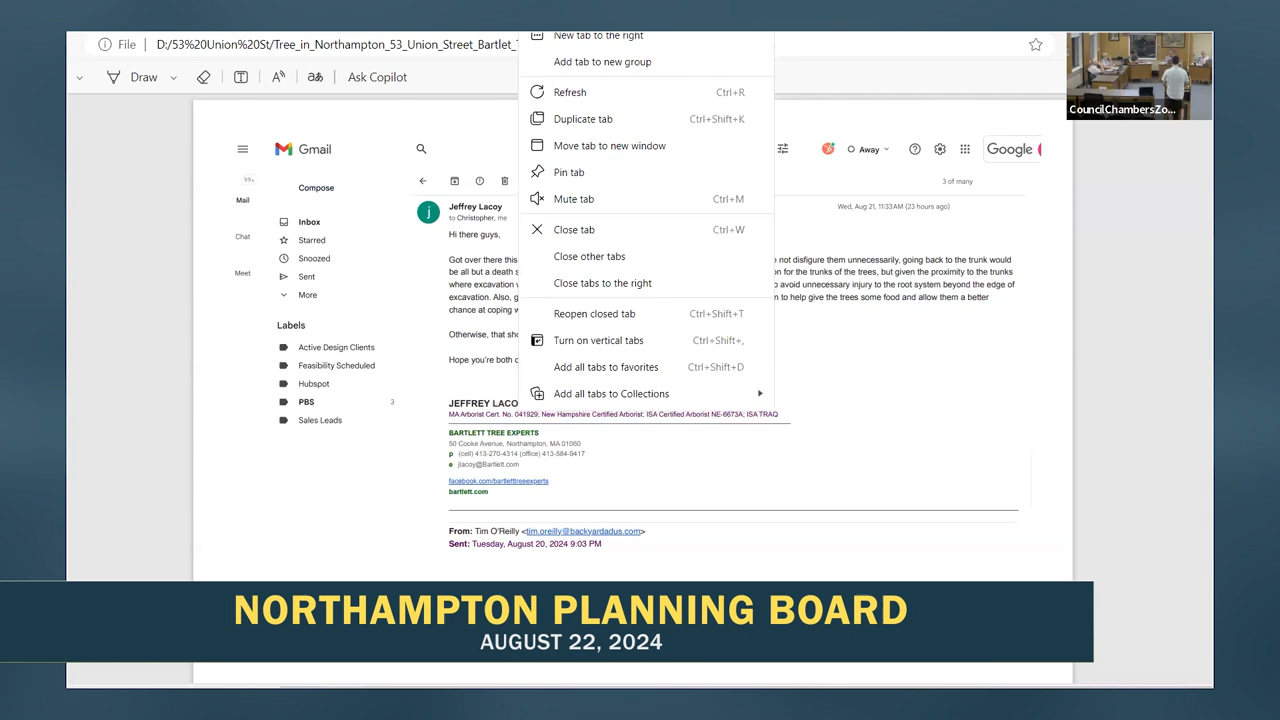 File D:/53%20Union%20St/Tree_in_Northampton_53_Union_Street_Bartlet_
Draw Ask Copilot
CouncilChambersZo...
New tab to the right
Add tab to new group
Refresh Ctrl+R
Duplicate tab Ctrl+Shift+K
Move tab to new window
Pin tab
Mute tab Ctrl+M
Close tab Ctrl+W
Close other tabs
Close tabs to the right
Reopen closed tab Ctrl+Shift+T
Turn on vertical tabs Ctrl+Shift+,
Add all tabs to favorites Ctrl+Shift+D
Add all tabs to Collections
Gmail
Away
Google
99+
Mail
Chat
Meet
Compose
Inbox
Starred
Snoozed
Sent
More
Labels
Active Design Clients
Feasibility Scheduled
Hubspot
PBS 3
Sales Leads
3 of many
j
Jeffrey Lacoy Wed, Aug 21, 11:33 AM (23 hours ago)
to Christopher, me
Hi there guys,
Got over there this not disfigure them unnecessarily, going back to the trunk would
be all but a death s on for the trunks of the trees, but given the proximity to the trunks
where excavation o avoid unnecessary injury to the root system beyond the edge of
excavation. Also, g n to help give the trees some food and allow them a better
chance at coping w
Otherwise, that sho
Hope you're both
JEFFREY LACO
MA Arborist Cert. No. 041929; New Hampshire Certified Arborist; ISA Certified Arborist NE-6673A; ISA TRAQ
BARTLETT TREE EXPERTS
50 Cooke Avenue, Northampton, MA 01060
p (cell) 413-270-4314 (office) 413-584-9417
e jlacoy@Bartlett.com
facebook.com/bartletttreeexperts
bartlett.com
From: Tim O'Reilly <tim.oreilly@backyardadus.com>
Sent: Tuesday, August 20, 2024 9:03 PM
NORTHAMPTON PLANNING BOARD
AUGUST 22, 2024